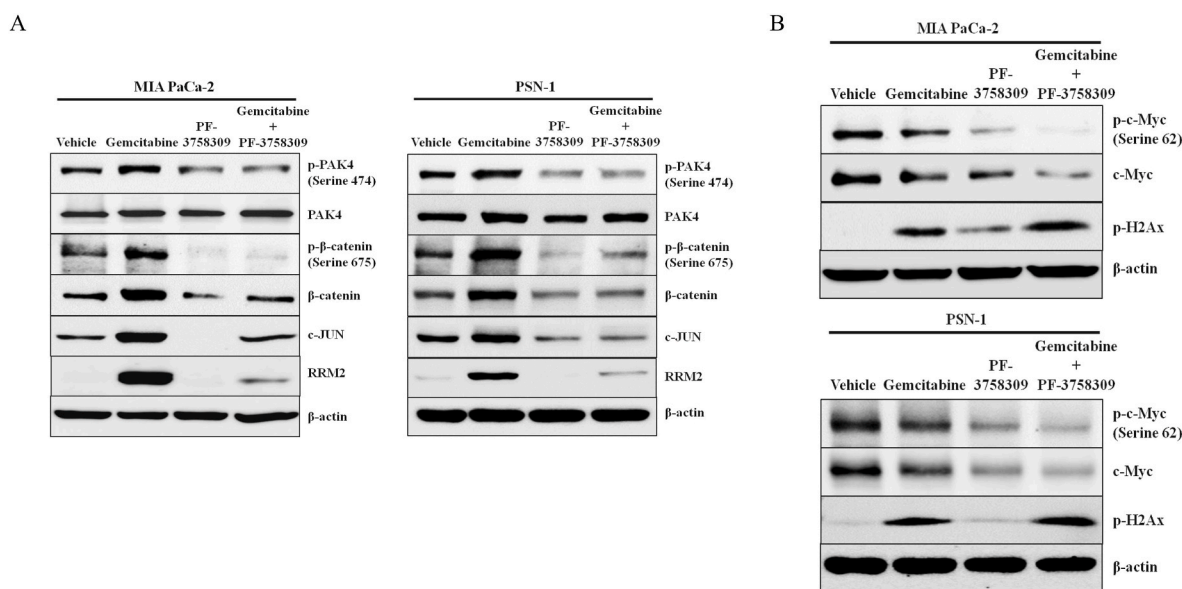 A
MIA PaCa-2
Vehicle Gemcitabine PF-
3758309 Gemcitabine
+
PF-3758309
p-PAK4
(Serine 474)
PAK4
p-β-catenin
(Serine 675)
β-catenin
c-JUN
RRM2
β-actin
PSN-1
Vehicle Gemcitabine PF-
3758309 Gemcitabine
+
PF-3758309
p-PAK4
(Serine 474)
PAK4
p-β-catenin
(Serine 675)
β-catenin
c-JUN
RRM2
β-actin
B
MIA PaCa-2
Vehicle Gemcitabine PF-
3758309 Gemcitabine
+
PF-3758309
p-c-Myc
(Serine 62)
c-Myc
p-H2Ax
β-actin
PSN-1
Vehicle Gemcitabine PF-
3758309 Gemcitabine
+
PF-3758309
p-c-Myc
(Serine 62)
c-Myc
p-H2Ax
β-actin